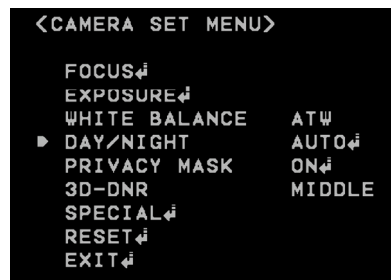 <CAMERA SET MENU>
FOCUS↲
EXPOSURE↲
WHITE BALANCE ATW
DAY/NIGHT AUTO↲
PRIVACY MASK ON↲
3D-DNR MIDDLE
SPECIAL↲
RESET↲
EXIT↲